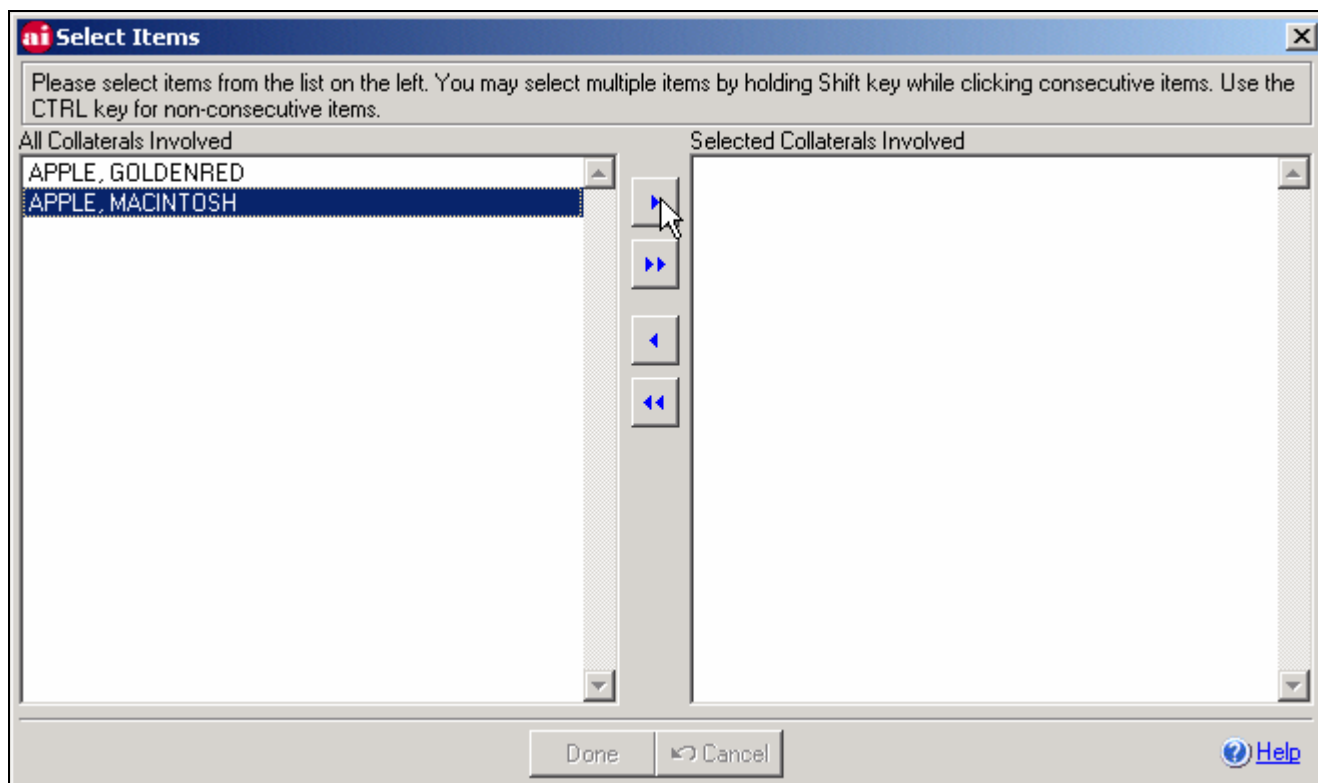 ai Select Items
Please select items from the list on the left. You may select multiple items by holding Shift key while clicking consecutive items. Use the
CTRL key for non-consecutive items.
All Collaterals Involved
Selected Collaterals Involved
APPLE, GOLDENRED
APPLE, MACINTOSH
Done
Cancel
Help